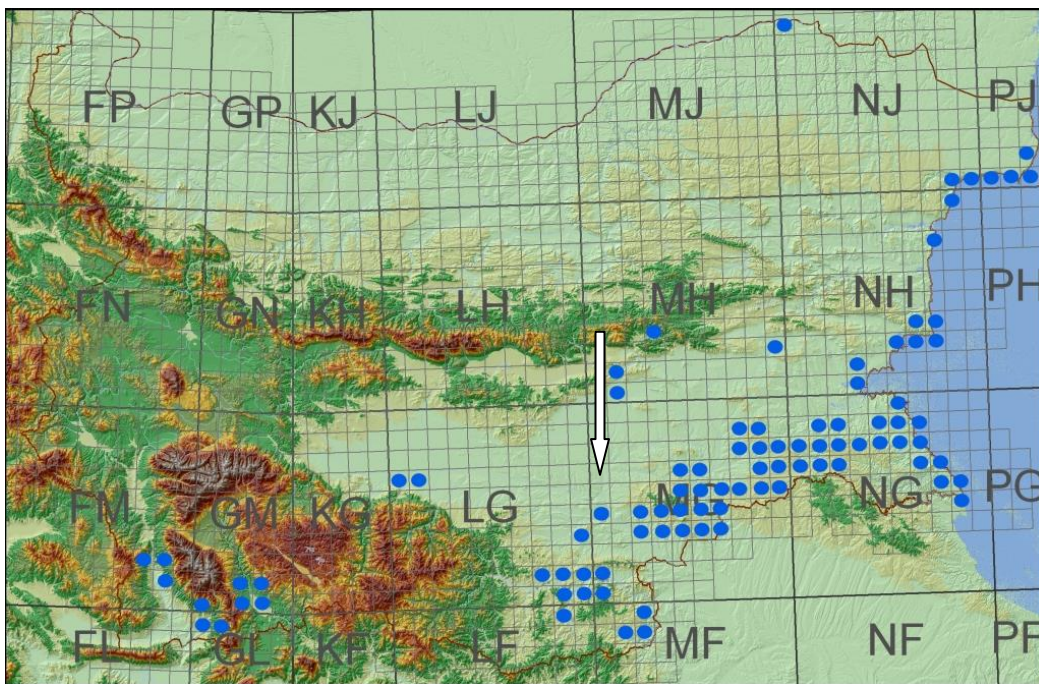 FP GP KJ LJ MJ NJ PJ
FN GN KH LH MH NH PH
FM GM KG LG MG NG PG
FL GL KF LF MF NF PF